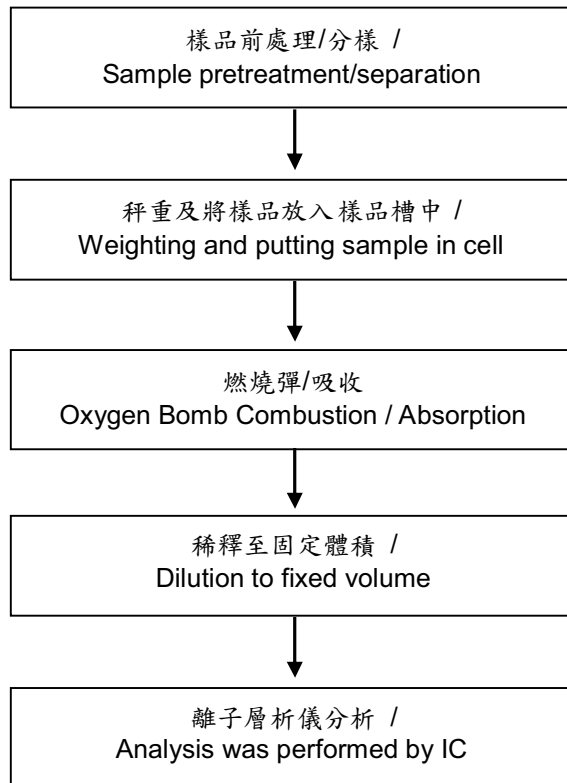 樣品前處理/分樣 /
Sample pretreatment/separation
秤重及將樣品放入樣品槽中 /
Weighting and putting sample in cell
燃燒彈/吸收
Oxygen Bomb Combustion / Absorption
稀釋至固定體積 /
Dilution to fixed volume
離子層析儀分析 /
Analysis was performed by IC